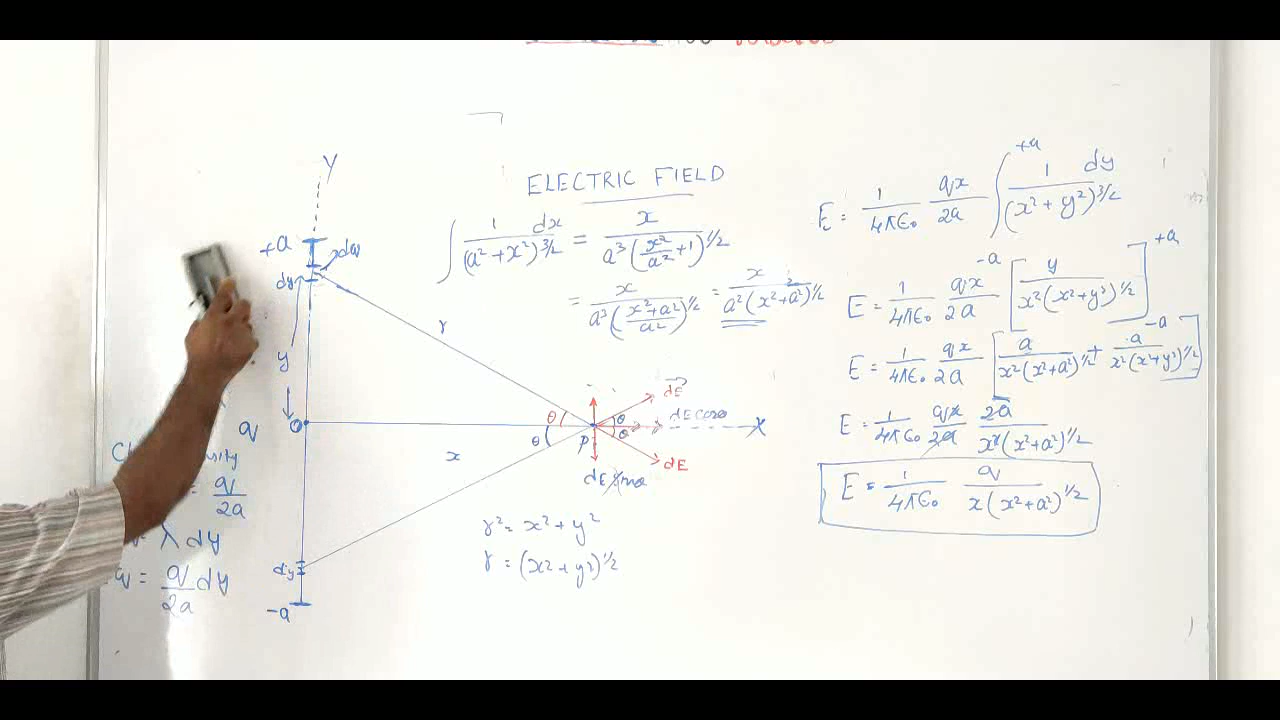 ELECTRIC FIELD
∫ 1/(a²+x²)^3/2 dx = x/a³(x²/a²+1)^1/2
= x/a³(x²+a²/a²)^1/2 = x/a²(x²+a²)^1/2
Y
+a
dq
dy
y
O
r
θ
θ
x
P
θ
θ
dE
dE cosθ
X
dE
dE sinθ
dy
-a
r² = x²+y²
r = (x²+y²)^1/2
q
q/2a
λ dy
= q/2a dy
E = 1/4πϵ₀ qx/2a ∫ +a -a 1/(x²+y²)^3/2 dy
E = 1/4πϵ₀ qx/2a [y/x²(x²+y²)^1/2] +a -a
E = 1/4πϵ₀ qx/2a [a/x²(x²+a²)^1/2 + a/x²(x²+y²)^1/2]
E = 1/4πϵ₀ qx/2a 2a/x²(x²+a²)^1/2
E = 1/4πϵ₀ q/x(x²+a²)^1/2